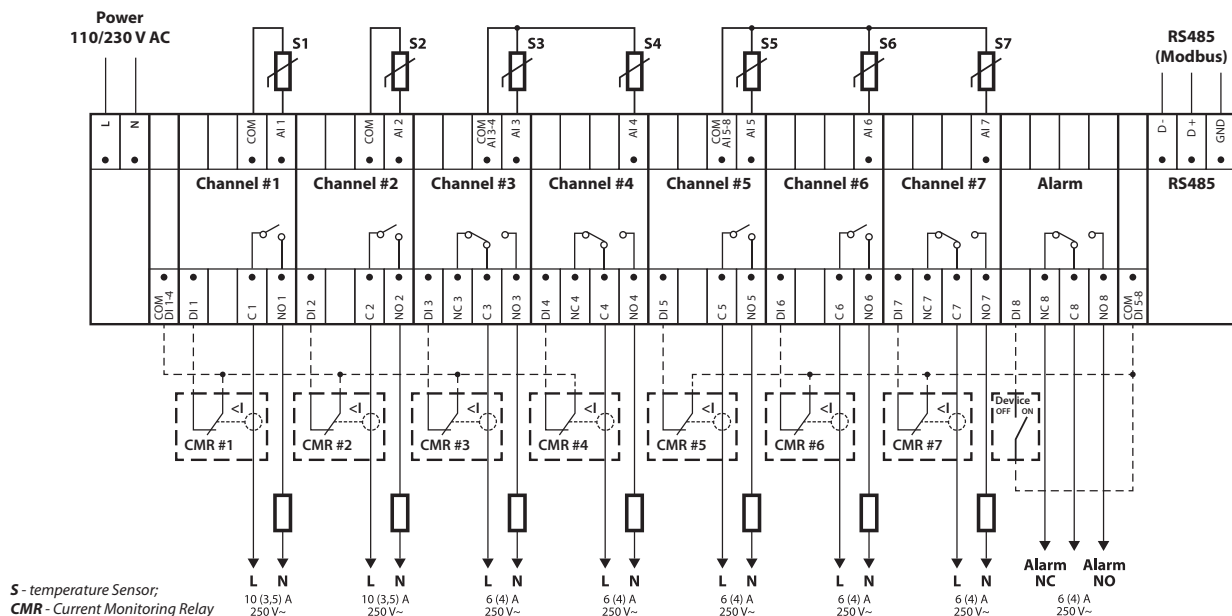 Power
110/230 V AC
S1
S2
S3
S4
S5
S6
S7
RS485
(Modbus)
L
N
COM
AI 1
COM
AI 2
COM
AI 3-4
AI 3
AI 4
COM
AI 5-8
AI 5
AI 6
AI 7
D -
D +
GND
Channel #1
Channel #2
Channel #3
Channel #4
Channel #5
Channel #6
Channel #7
Alarm
RS485
COM
DI 1-4
DI 1
C 1
NO 1
DI 2
C 2
NO 2
DI 3
NC 3
C 3
NO 3
DI 4
NC 4
C 4
NO 4
DI 5
C 5
NO 5
DI 6
C 6
NO 6
DI 7
NC 7
C 7
NO 7
DI 8
NC 8
C 8
NO 8
COM
DI 5-8
<I
CMR #1
<I
CMR #2
<I
CMR #3
<I
CMR #4
<I
CMR #5
<I
CMR #6
<I
CMR #7
Device
OFF ON
L N
10 (3,5) A
250 V~
L N
10 (3,5) A
250 V~
L N
6 (4) A
250 V~
L N
6 (4) A
250 V~
L N
250 V~
L N
250 V~
L N
250 V~
Alarm
NC
Alarm
NO
6 (4) A
250 V~
S - temperature Sensor;
CMR - Current Monitoring Relay